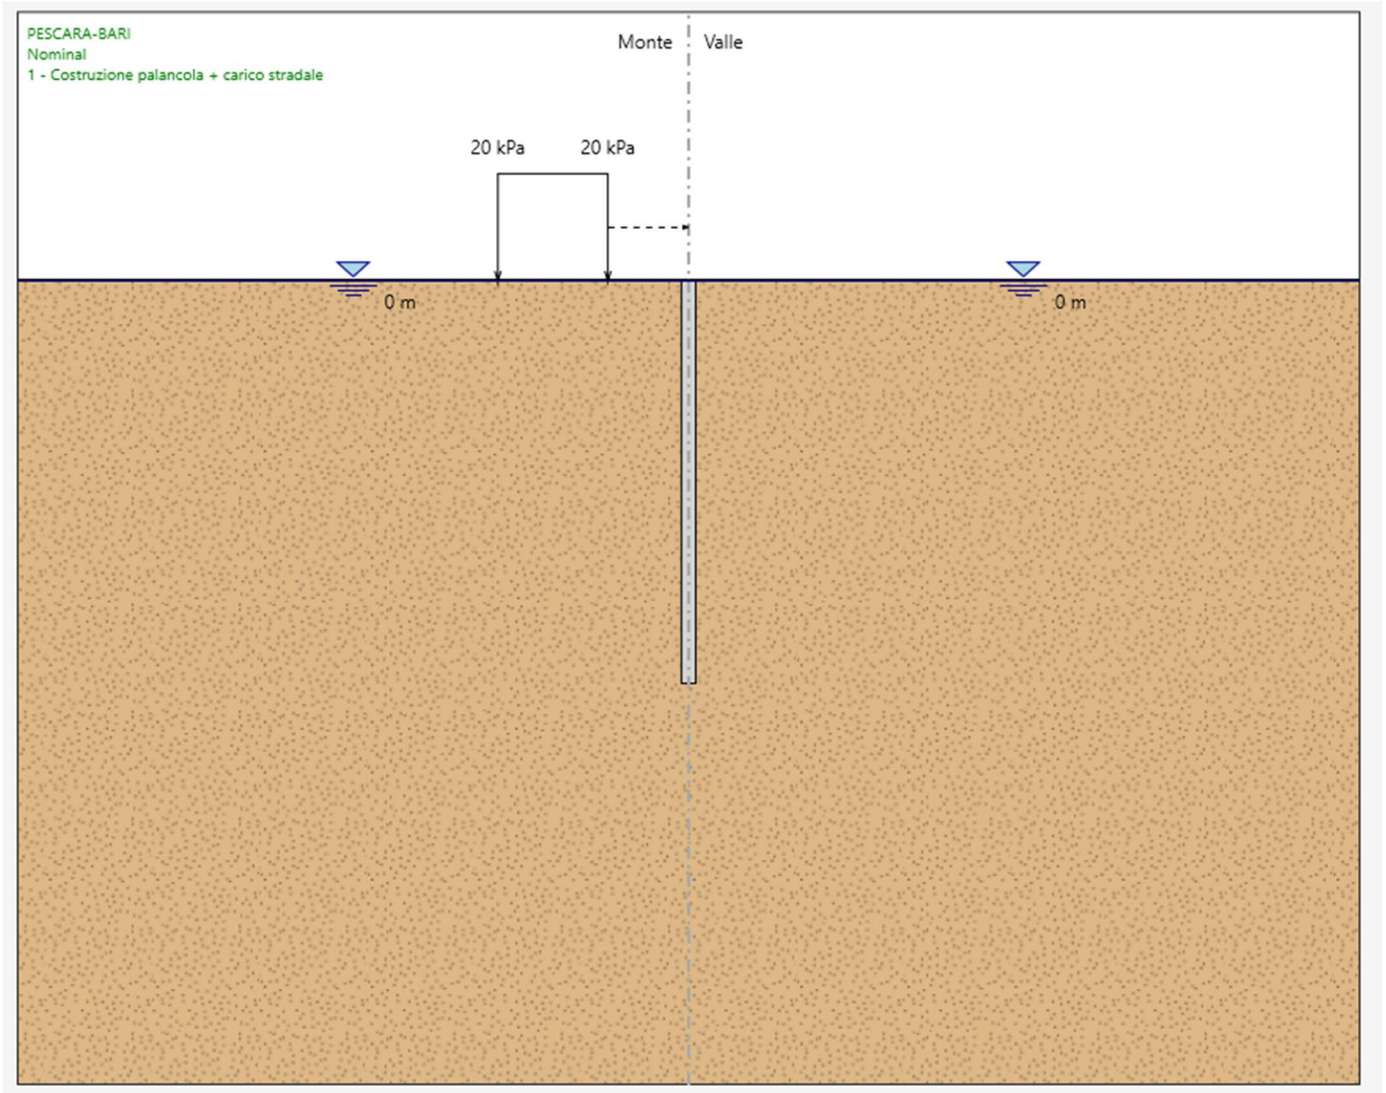 PESCARA-BARI
Nominal
1 - Costruzione palancola + carico stradale
Monte
Valle
20 kPa
20 kPa
0 m
0 m